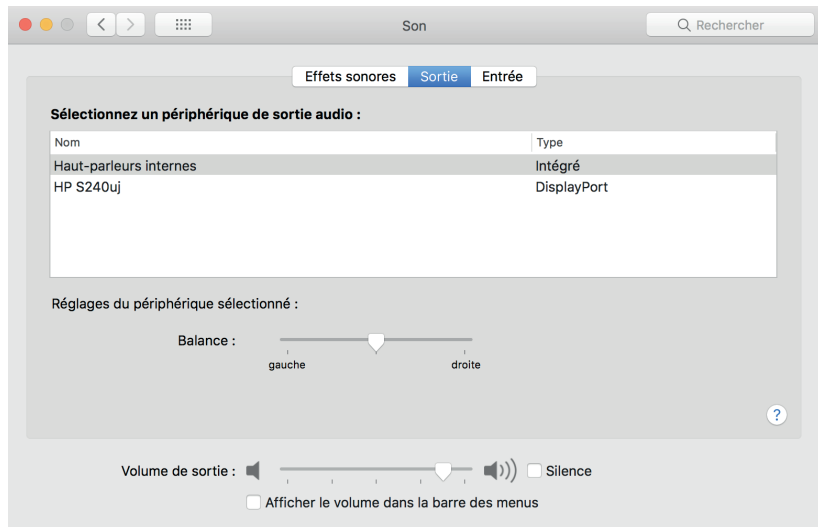 Son
Rechercher
Effets sonores Sortie Entrée
Sélectionnez un périphérique de sortie audio :
Nom Type
Haut-parleurs internes Intégré
HP S240uj DisplayPort
Réglages du périphérique sélectionné :
Balance :
gauche droite
?
Volume de sortie : Silence
Afficher le volume dans la barre des menus